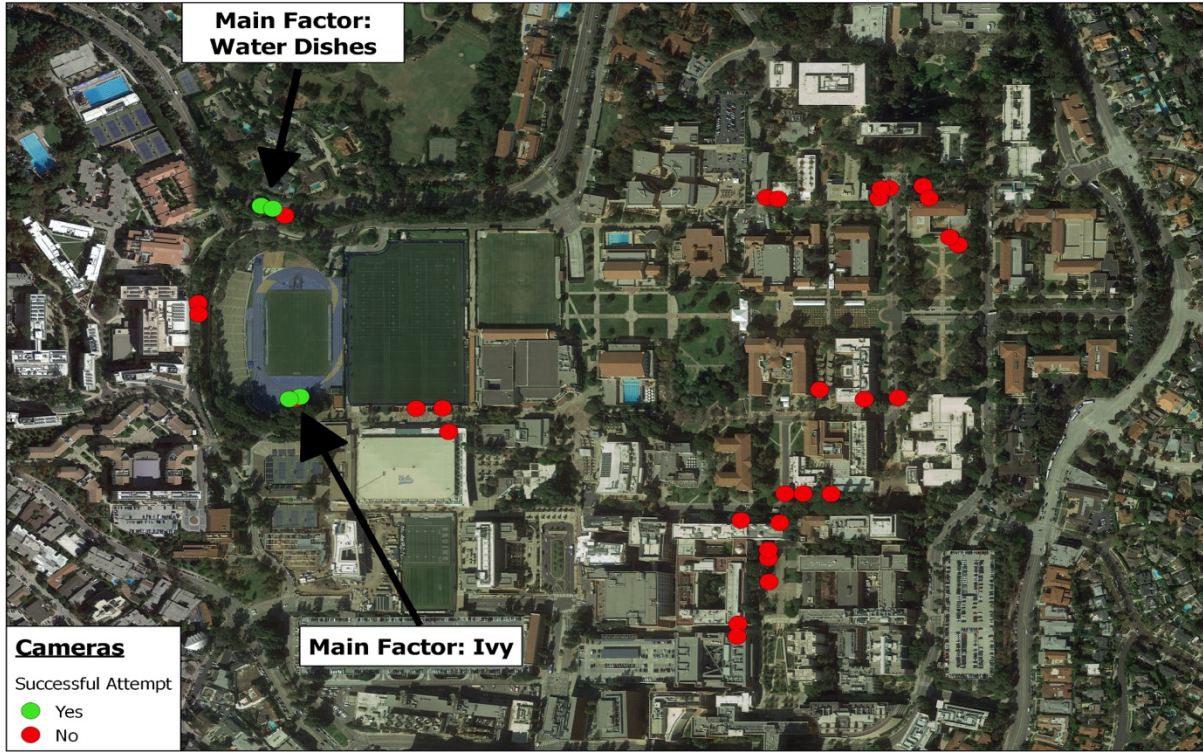 Main Factor:
Water Dishes
Main Factor: Ivy
Cameras
Successful Attempt
Yes
No